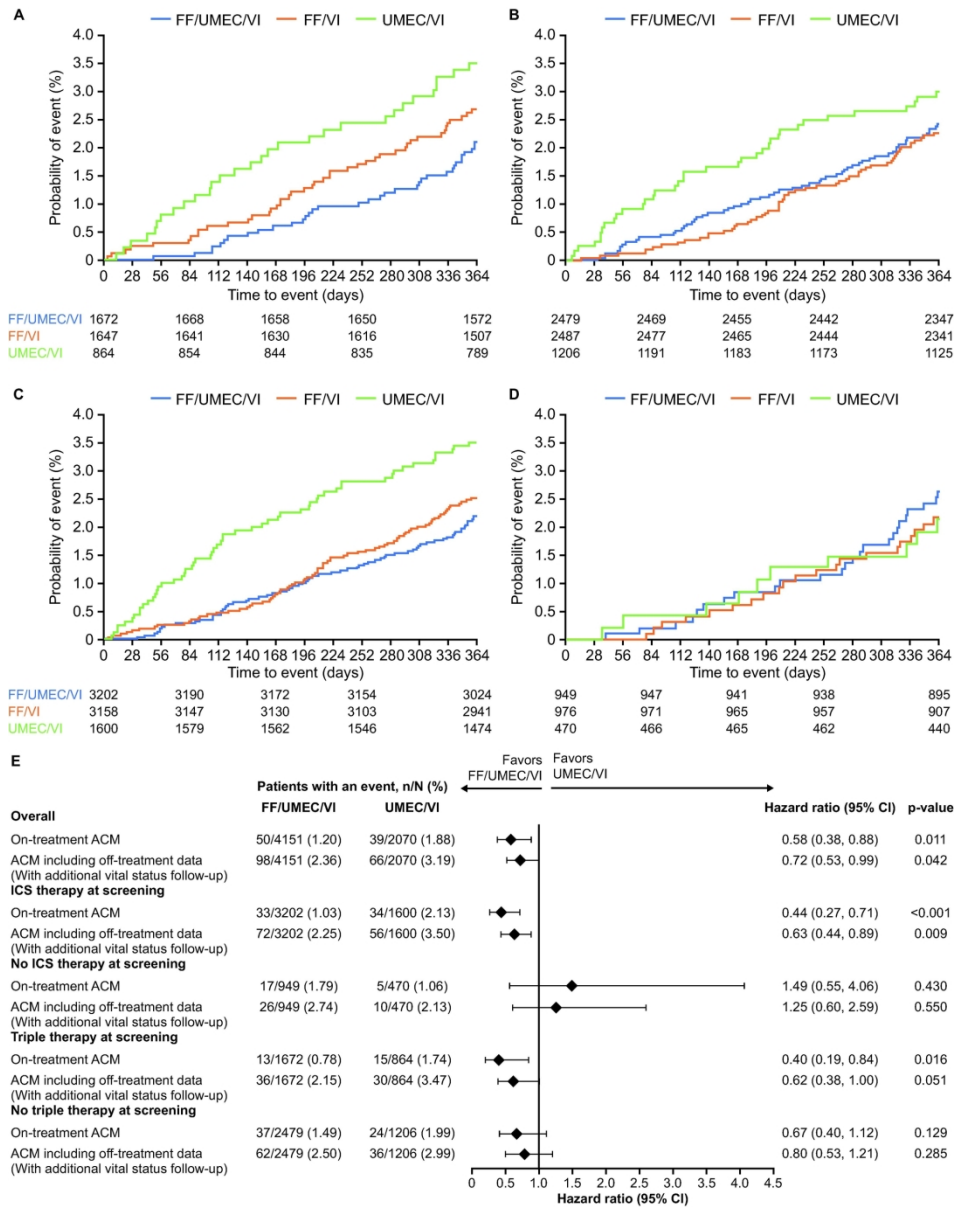 A
FF/UMEC/VI FF/VI UMEC/VI
Probability of event (%)
4.0
3.5
3.0
2.5
2.0
1.5
1.0
0.5
0
0 28 56 84 112 140 168 196 224 252 280 308 336 364
Time to event (days)
FF/UMEC/VI 1672 1668 1658 1650 1572
FF/VI 1647 1641 1630 1616 1507
UMEC/VI 864 854 844 835 789
B
FF/UMEC/VI FF/VI UMEC/VI
Probability of event (%)
4.0
3.5
3.0
2.5
2.0
1.5
1.0
0.5
0
0 28 56 84 112 140 168 196 224 252 280 308 336 364
Time to event (days)
2479 2469 2455 2442 2347
2487 2477 2465 2444 2341
1206 1191 1183 1173 1125
C
FF/UMEC/VI FF/VI UMEC/VI
Probability of event (%)
4.0
3.5
3.0
2.5
2.0
1.5
1.0
0.5
0
0 28 56 84 112 140 168 196 224 252 280 308 336 364
Time to event (days)
FF/UMEC/VI 3202 3190 3172 3154 3024
FF/VI 3158 3147 3130 3103 2941
UMEC/VI 1600 1579 1562 1546 1474
D
FF/UMEC/VI FF/VI UMEC/VI
Probability of event (%)
4.0
3.5
3.0
2.5
2.0
1.5
1.0
0.5
0
0 28 56 84 112 140 168 196 224 252 280 308 336 364
Time to event (days)
949 947 941 938 895
976 971 965 957 907
470 466 465 462 440
E
Favors FF/UMEC/VI
Favors UMEC/VI
Patients with an event, n/N (%)
Overall FF/UMEC/VI UMEC/VI Hazard ratio (95% CI) p-value
On-treatment ACM 50/4151 (1.20) 39/2070 (1.88) 0.58 (0.38, 0.88) 0.011
ACM including off-treatment data 98/4151 (2.36) 66/2070 (3.19) 0.72 (0.53, 0.99) 0.042
(With additional vital status follow-up)
ICS therapy at screening
On-treatment ACM 33/3202 (1.03) 34/1600 (2.13) 0.44 (0.27, 0.71) <0.001
ACM including off-treatment data 72/3202 (2.25) 56/1600 (3.50) 0.63 (0.44, 0.89) 0.009
(With additional vital status follow-up)
No ICS therapy at screening
On-treatment ACM 17/949 (1.79) 5/470 (1.06) 1.49 (0.55, 4.06) 0.430
ACM including off-treatment data 26/949 (2.74) 10/470 (2.13) 1.25 (0.60, 2.59) 0.550
(With additional vital status follow-up)
Triple therapy at screening
On-treatment ACM 13/1672 (0.78) 15/864 (1.74) 0.40 (0.19, 0.84) 0.016
ACM including off-treatment data 36/1672 (2.15) 30/864 (3.47) 0.62 (0.38, 1.00) 0.051
(With additional vital status follow-up)
No triple therapy at screening
On-treatment ACM 37/2479 (1.49) 24/1206 (1.99) 0.67 (0.40, 1.12) 0.129
ACM including off-treatment data 62/2479 (2.50) 36/1206 (2.99) 0.80 (0.53, 1.21) 0.285
(With additional vital status follow-up)
0 0.5 1.0 1.5 2.0 2.5 3.0 3.5 4.0 4.5
Hazard ratio (95% CI)